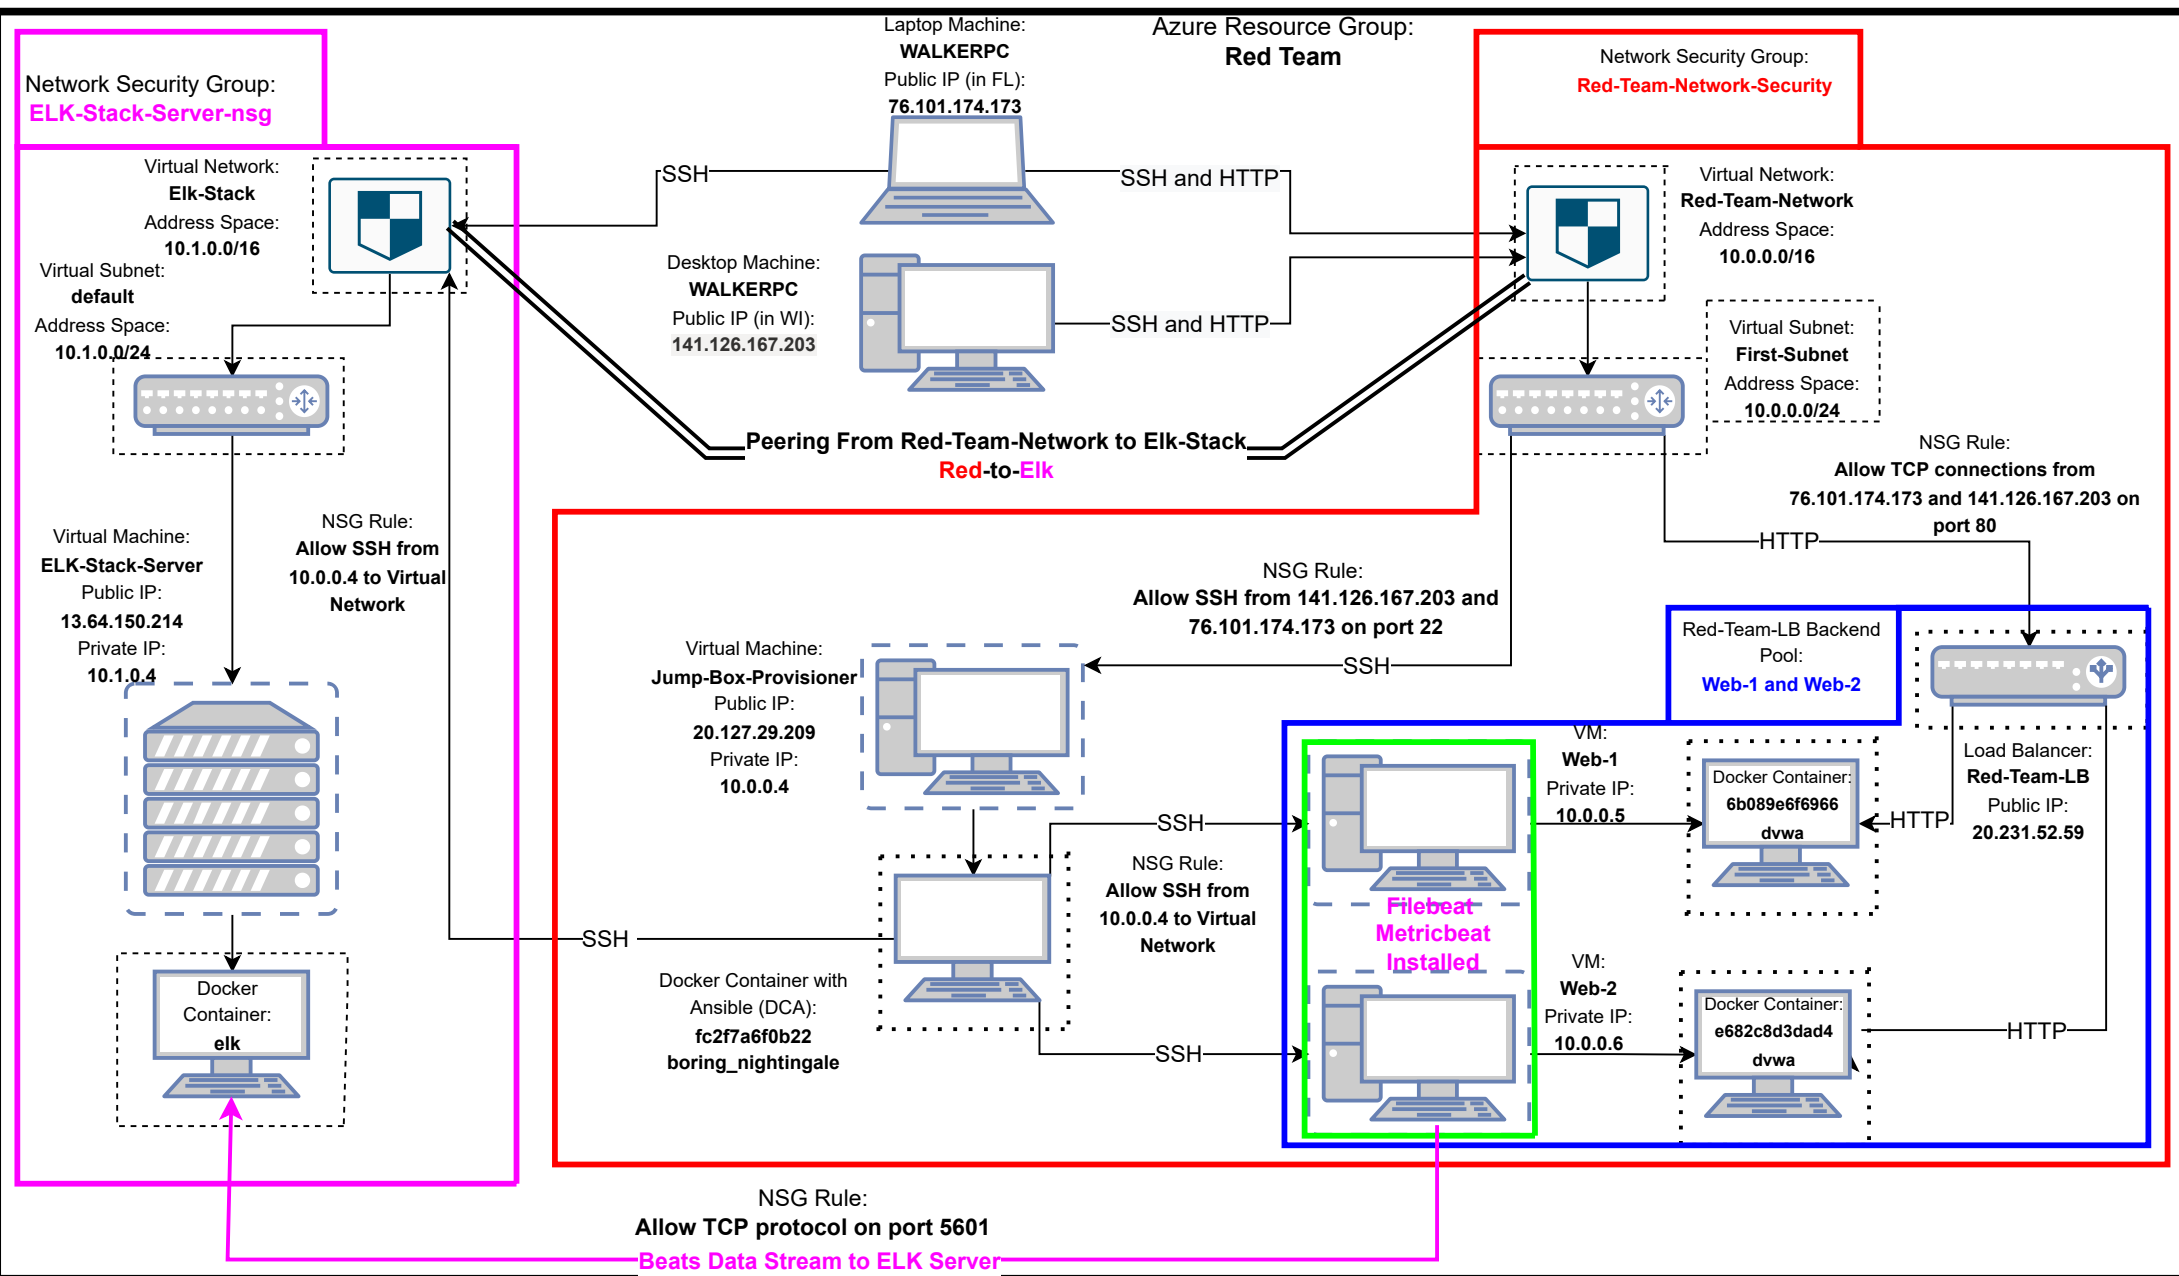 Azure Resource Group:
Red Team
Laptop Machine:
WALKERPC
Public IP (in FL):
76.101.174.173
Network Security Group:
ELK-Stack-Server-nsg
Network Security Group:
Red-Team-Network-Security
Virtual Network:
Elk-Stack
Address Space:
10.1.0.0/16
Virtual Subnet:
default
Address Space:
10.1.0.0/24
SSH
SSH and HTTP
Desktop Machine:
WALKERPC
Public IP (in WI):
141.126.167.203
SSH and HTTP
Virtual Network:
Red-Team-Network
Address Space:
10.0.0.0/16
Virtual Subnet:
First-Subnet
Address Space:
10.0.0.0/24
Peering From Red-Team-Network to Elk-Stack
Red-to-Elk
NSG Rule:
Allow TCP connections from
76.101.174.173 and 141.126.167.203 on
port 80
HTTP
Virtual Machine:
ELK-Stack-Server
Public IP:
13.64.150.214
Private IP:
10.1.0.4
NSG Rule:
Allow SSH from
10.0.0.4 to Virtual
Network
NSG Rule:
Allow SSH from 141.126.167.203 and
76.101.174.173 on port 22
SSH
Virtual Machine:
Jump-Box-Provisioner
Public IP:
20.127.29.209
Private IP:
10.0.0.4
Red-Team-LB Backend
Pool:
Web-1 and Web-2
Load Balancer:
Red-Team-LB
Public IP:
20.231.52.59
VM:
Web-1
Private IP:
10.0.0.5
Docker Container:
6b089e6f6966
dvwa
HTTP
SSH
NSG Rule:
Allow SSH from
10.0.0.4 to Virtual
Network
Filebeat
Metricbeat
Installed
SSH
Docker Container with
Ansible (DCA):
fc2f7a6f0b22
boring_nightingale
SSH
VM:
Web-2
Private IP:
10.0.0.6
Docker Container:
e682c8d3dad4
dvwa
HTTP
Docker
Container:
elk
NSG Rule:
Allow TCP protocol on port 5601
Beats Data Stream to ELK Server